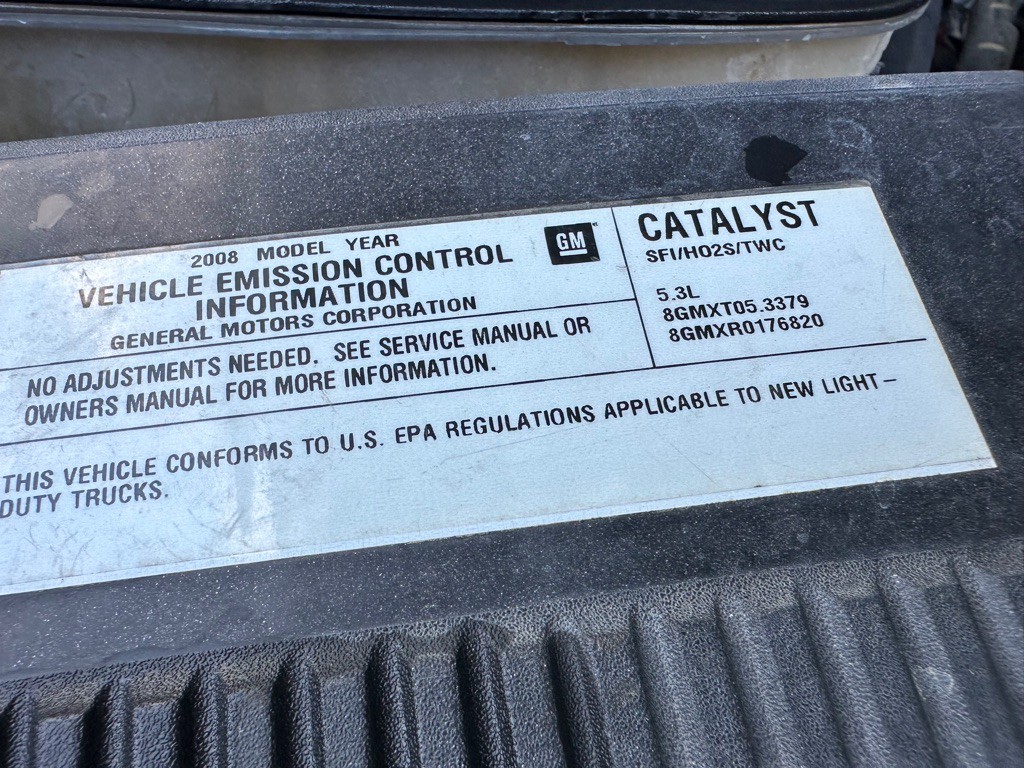 2008 MODEL YEAR
VEHICLE EMISSION CONTROL
INFORMATION
GENERAL MOTORS CORPORATION
GM
NO ADJUSTMENTS NEEDED. SEE SERVICE MANUAL OR
OWNERS MANUAL FOR MORE INFORMATION.
CATALYST
SFI/HO2S/TWC
5.3L
8GMXT05.3379
8GMXR0176820
THIS VEHICLE CONFORMS TO U.S. EPA REGULATIONS APPLICABLE TO NEW LIGHT-
DUTY TRUCKS.